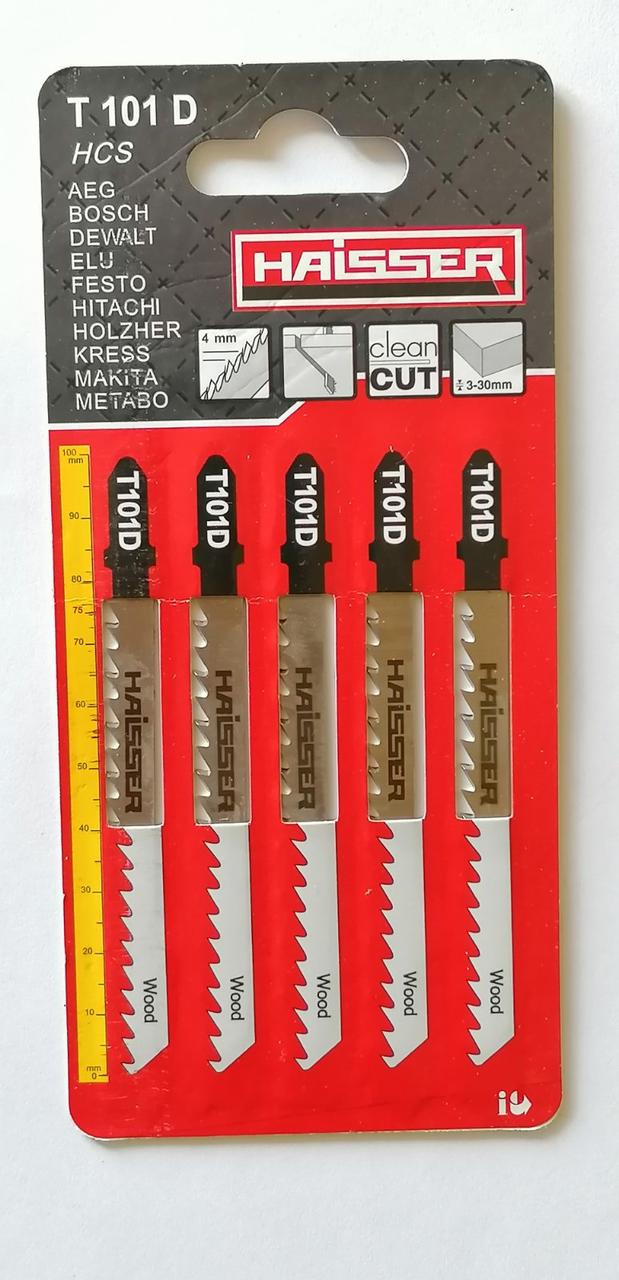 T 101 D
HCS
AEG
BOSCH
DEWALT
ELU
FESTO
HITACHI
HOLZHER
KRESS
MAKITA
METABO
HAISSER
4 mm
clean
CUT
3-30mm
100
mm
90
80
75
70
60
50
40
30
20
10
mm
0
T101D
T101D
T101D
T101D
T101D
HAISSER
HAISSER
HAISSER
HAISSER
HAISSER
Wood
Wood
Wood
Wood
Wood